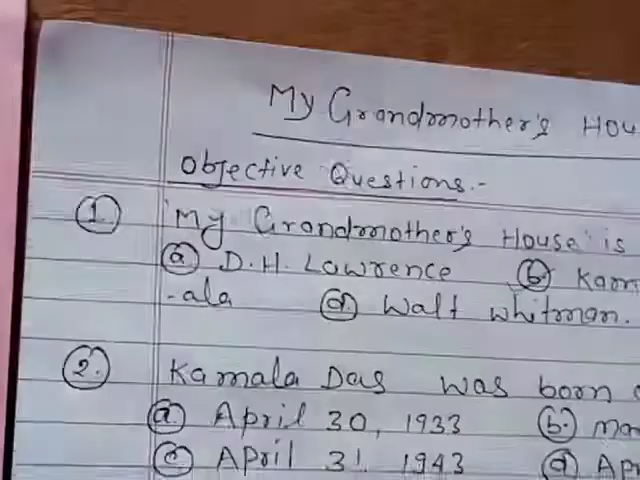 My Grandmother's Hou
Objective Questions.-
1. 'My Grandmother's House' is
a D.H. Lawrence b Kam
-ala d Walt Whitman.
2. Kamala Das was born o
a. April 30, 1933 b. Ma
c April 31. 1943 d Ap